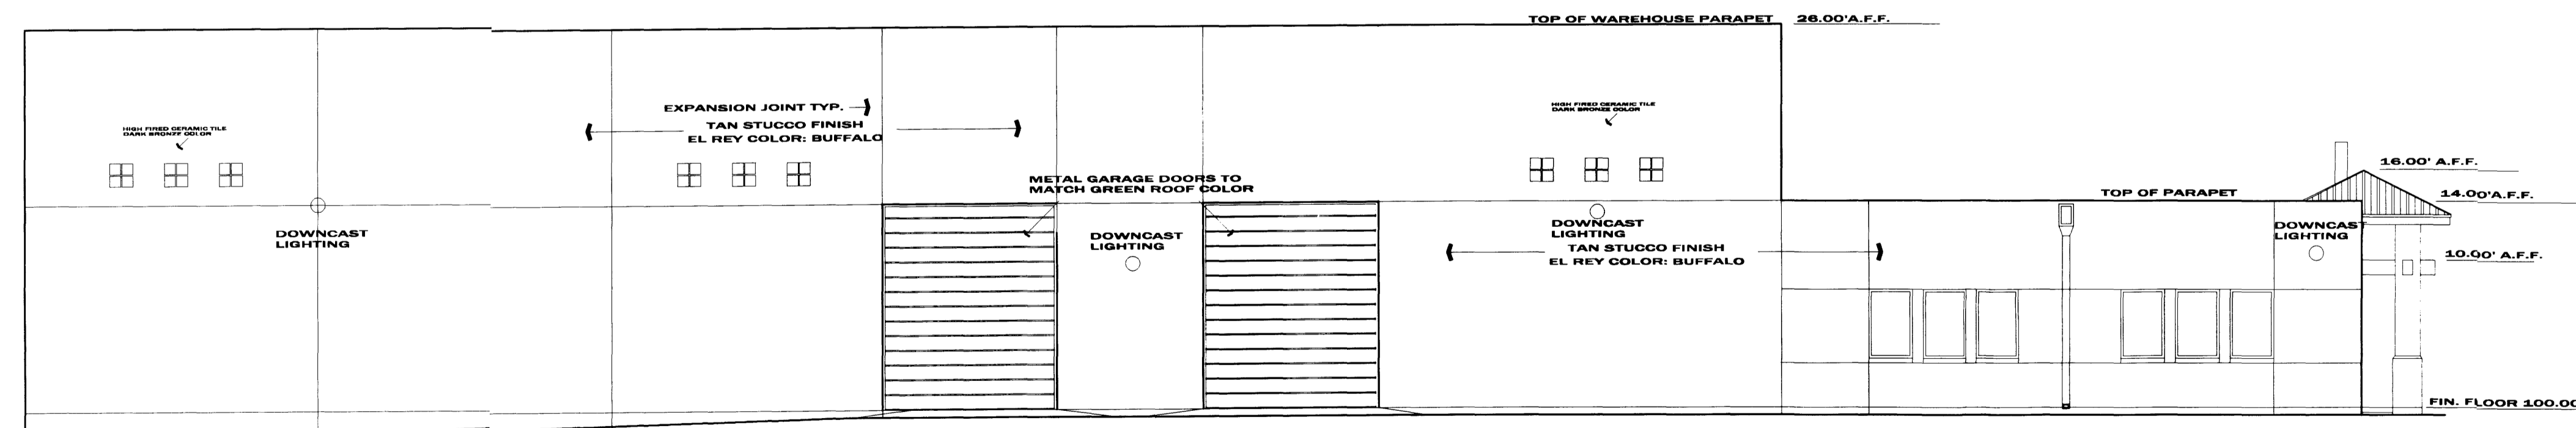 TOP OF WAREHOUSE PARAPET 26.00'A.F.F.
HIGH FIRED CERAMIC TILE
DARK BRONZE COLOR
EXPANSION JOINT TYP.
TAN STUCCO FINISH
EL REY COLOR: BUFFALO
HIGH FIRED CERAMIC TILE
DARK BRONZE COLOR
METAL GARAGE DOORS TO
MATCH GREEN ROOF COLOR
16.00' A.F.F.
TOP OF PARAPET
14.00'A.F.F.
DOWNCAST
LIGHTING
DOWNCAST
LIGHTING
DOWNCAST
LIGHTING
TAN STUCCO FINISH
EL REY COLOR: BUFFALO
DOWNCAST
LIGHTING
10.00' A.F.F.
FIN. FLOOR 100.00